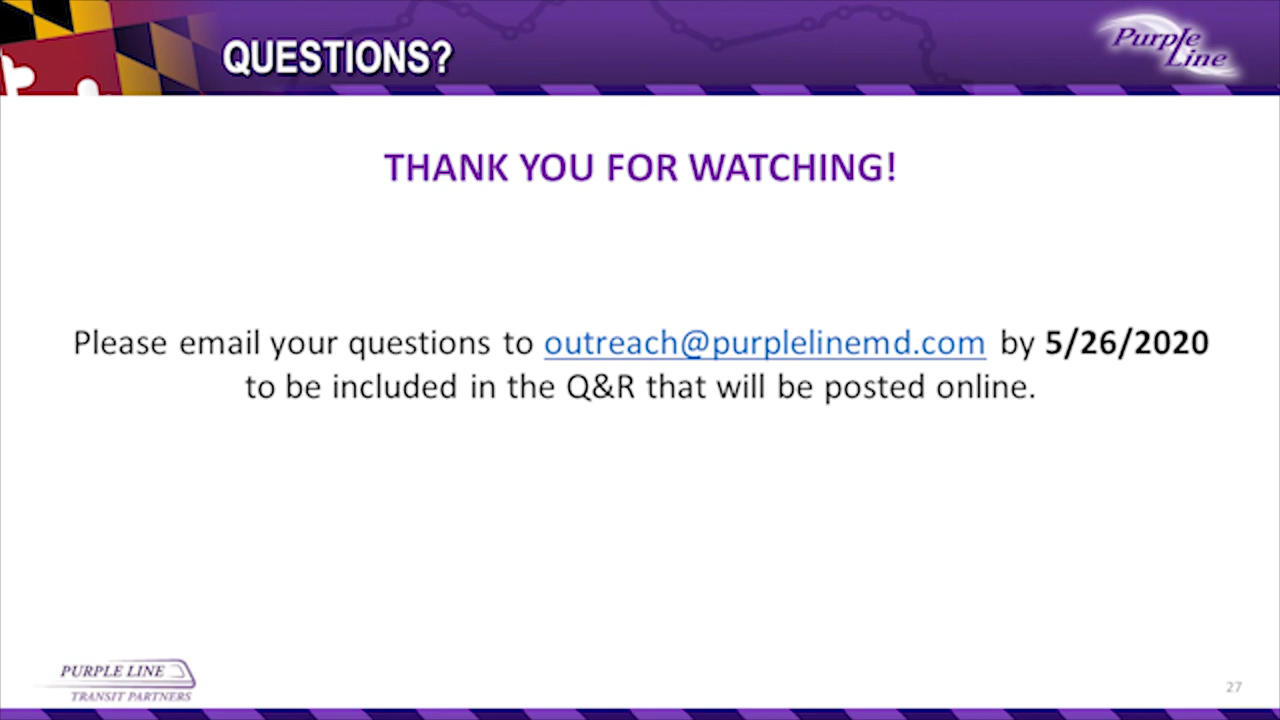 QUESTIONS?
Purple
Line
THANK YOU FOR WATCHING!
Please email your questions to outreach@purplelinemd.com by 5/26/2020
to be included in the Q&R that will be posted online.
PURPLE LINE
TRANSIT PARTNERS
27